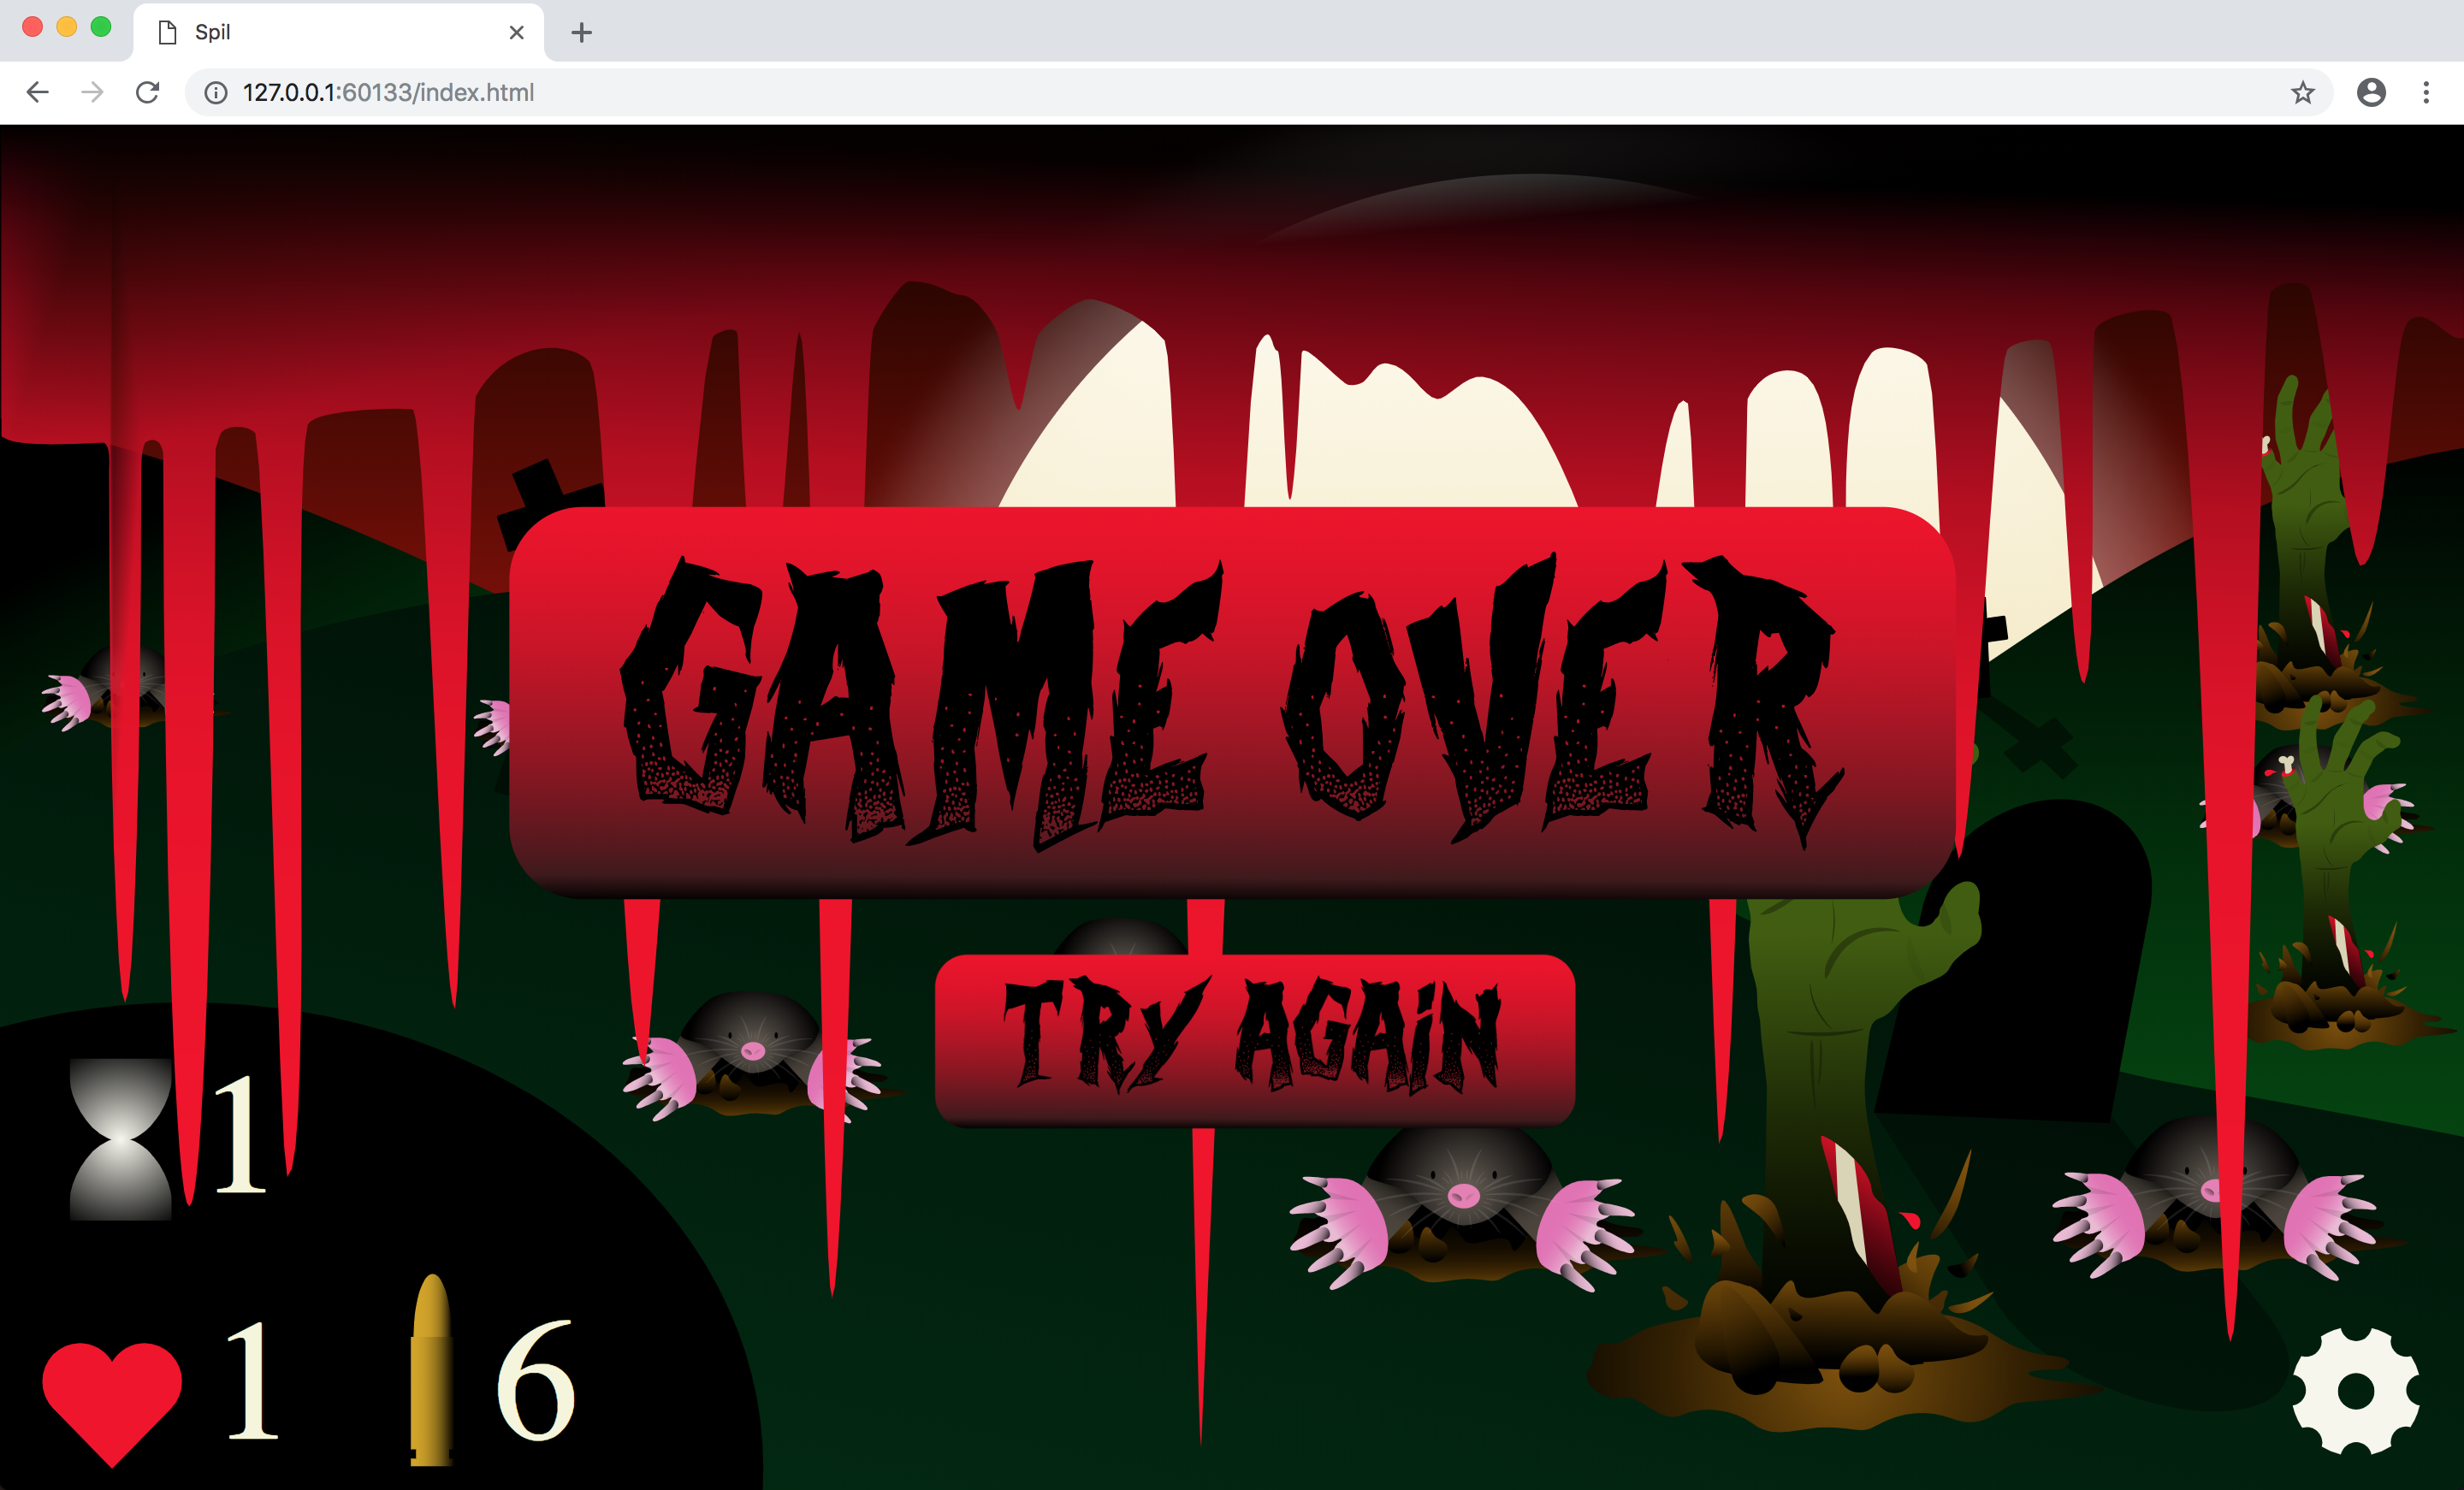 Spil
127.0.0.1:60133/index.html
GAME OVER
TRY AGAIN
1
1 6